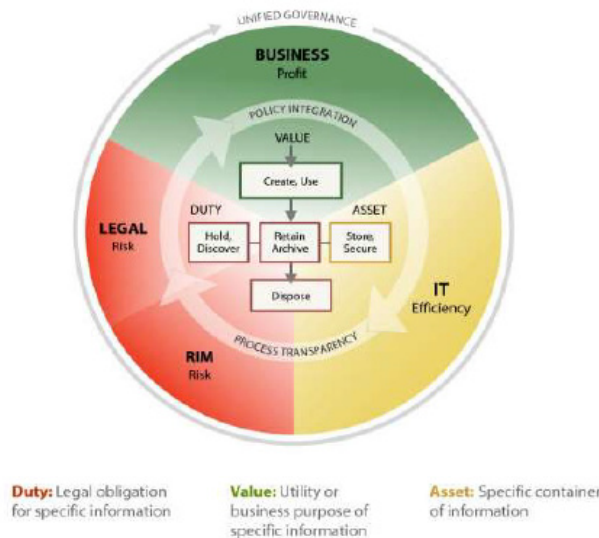 UNIFIED GOVERNANCE
BUSINESS
Profit
POLICY INTEGRATION
VALUE
Create, Use
DUTY
ASSET
Hold,
Discover
Retain
Archive
Store,
Secure
Dispose
LEGAL
Risk
IT
Efficiency
RIM
Risk
PROCESS TRANSPARENCY
Duty: Legal obligation
for specific information
Value: Utility or
business purpose of
specific information
Asset: Specific container
of information